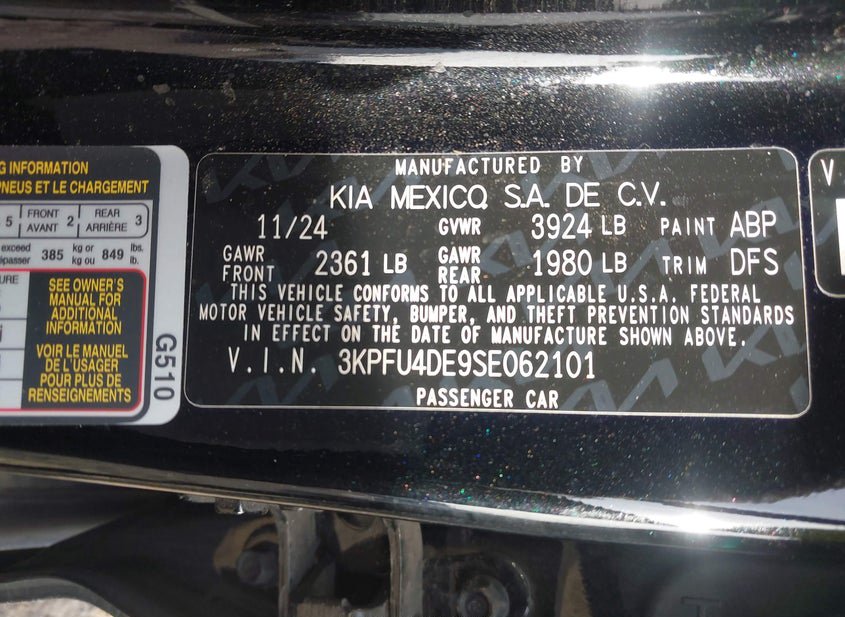 G INFORMATION
PNEUS ET LE CHARGEMENT
5 FRONT AVANT 2 REAR ARRIÈRE 3
exceed 385 kg or kg ou 849 lbs. lb.
SEE OWNER'S
MANUAL FOR
ADDITIONAL
INFORMATION
VOIR LE MANUEL
DE L'USAGER
POUR PLUS DE
RENSEIGNEMENTS
G510
MANUFACTURED BY
KIA MEXICO, S.A. DE C.V.
11/24 GVWR 3924 LB PAINT ABP
GAWR FRONT 2361 LB GAWR REAR 1980 LB TRIM DFS
THIS VEHICLE CONFORMS TO ALL APPLICABLE U.S.A. FEDERAL
MOTOR VEHICLE SAFETY, BUMPER, AND THEFT PREVENTION STANDARDS
IN EFFECT ON THE DATE OF MANUFACTURE SHOWN ABOVE.
V.I.N. 3KPFU4DE9SE062101
PASSENGER CAR
V